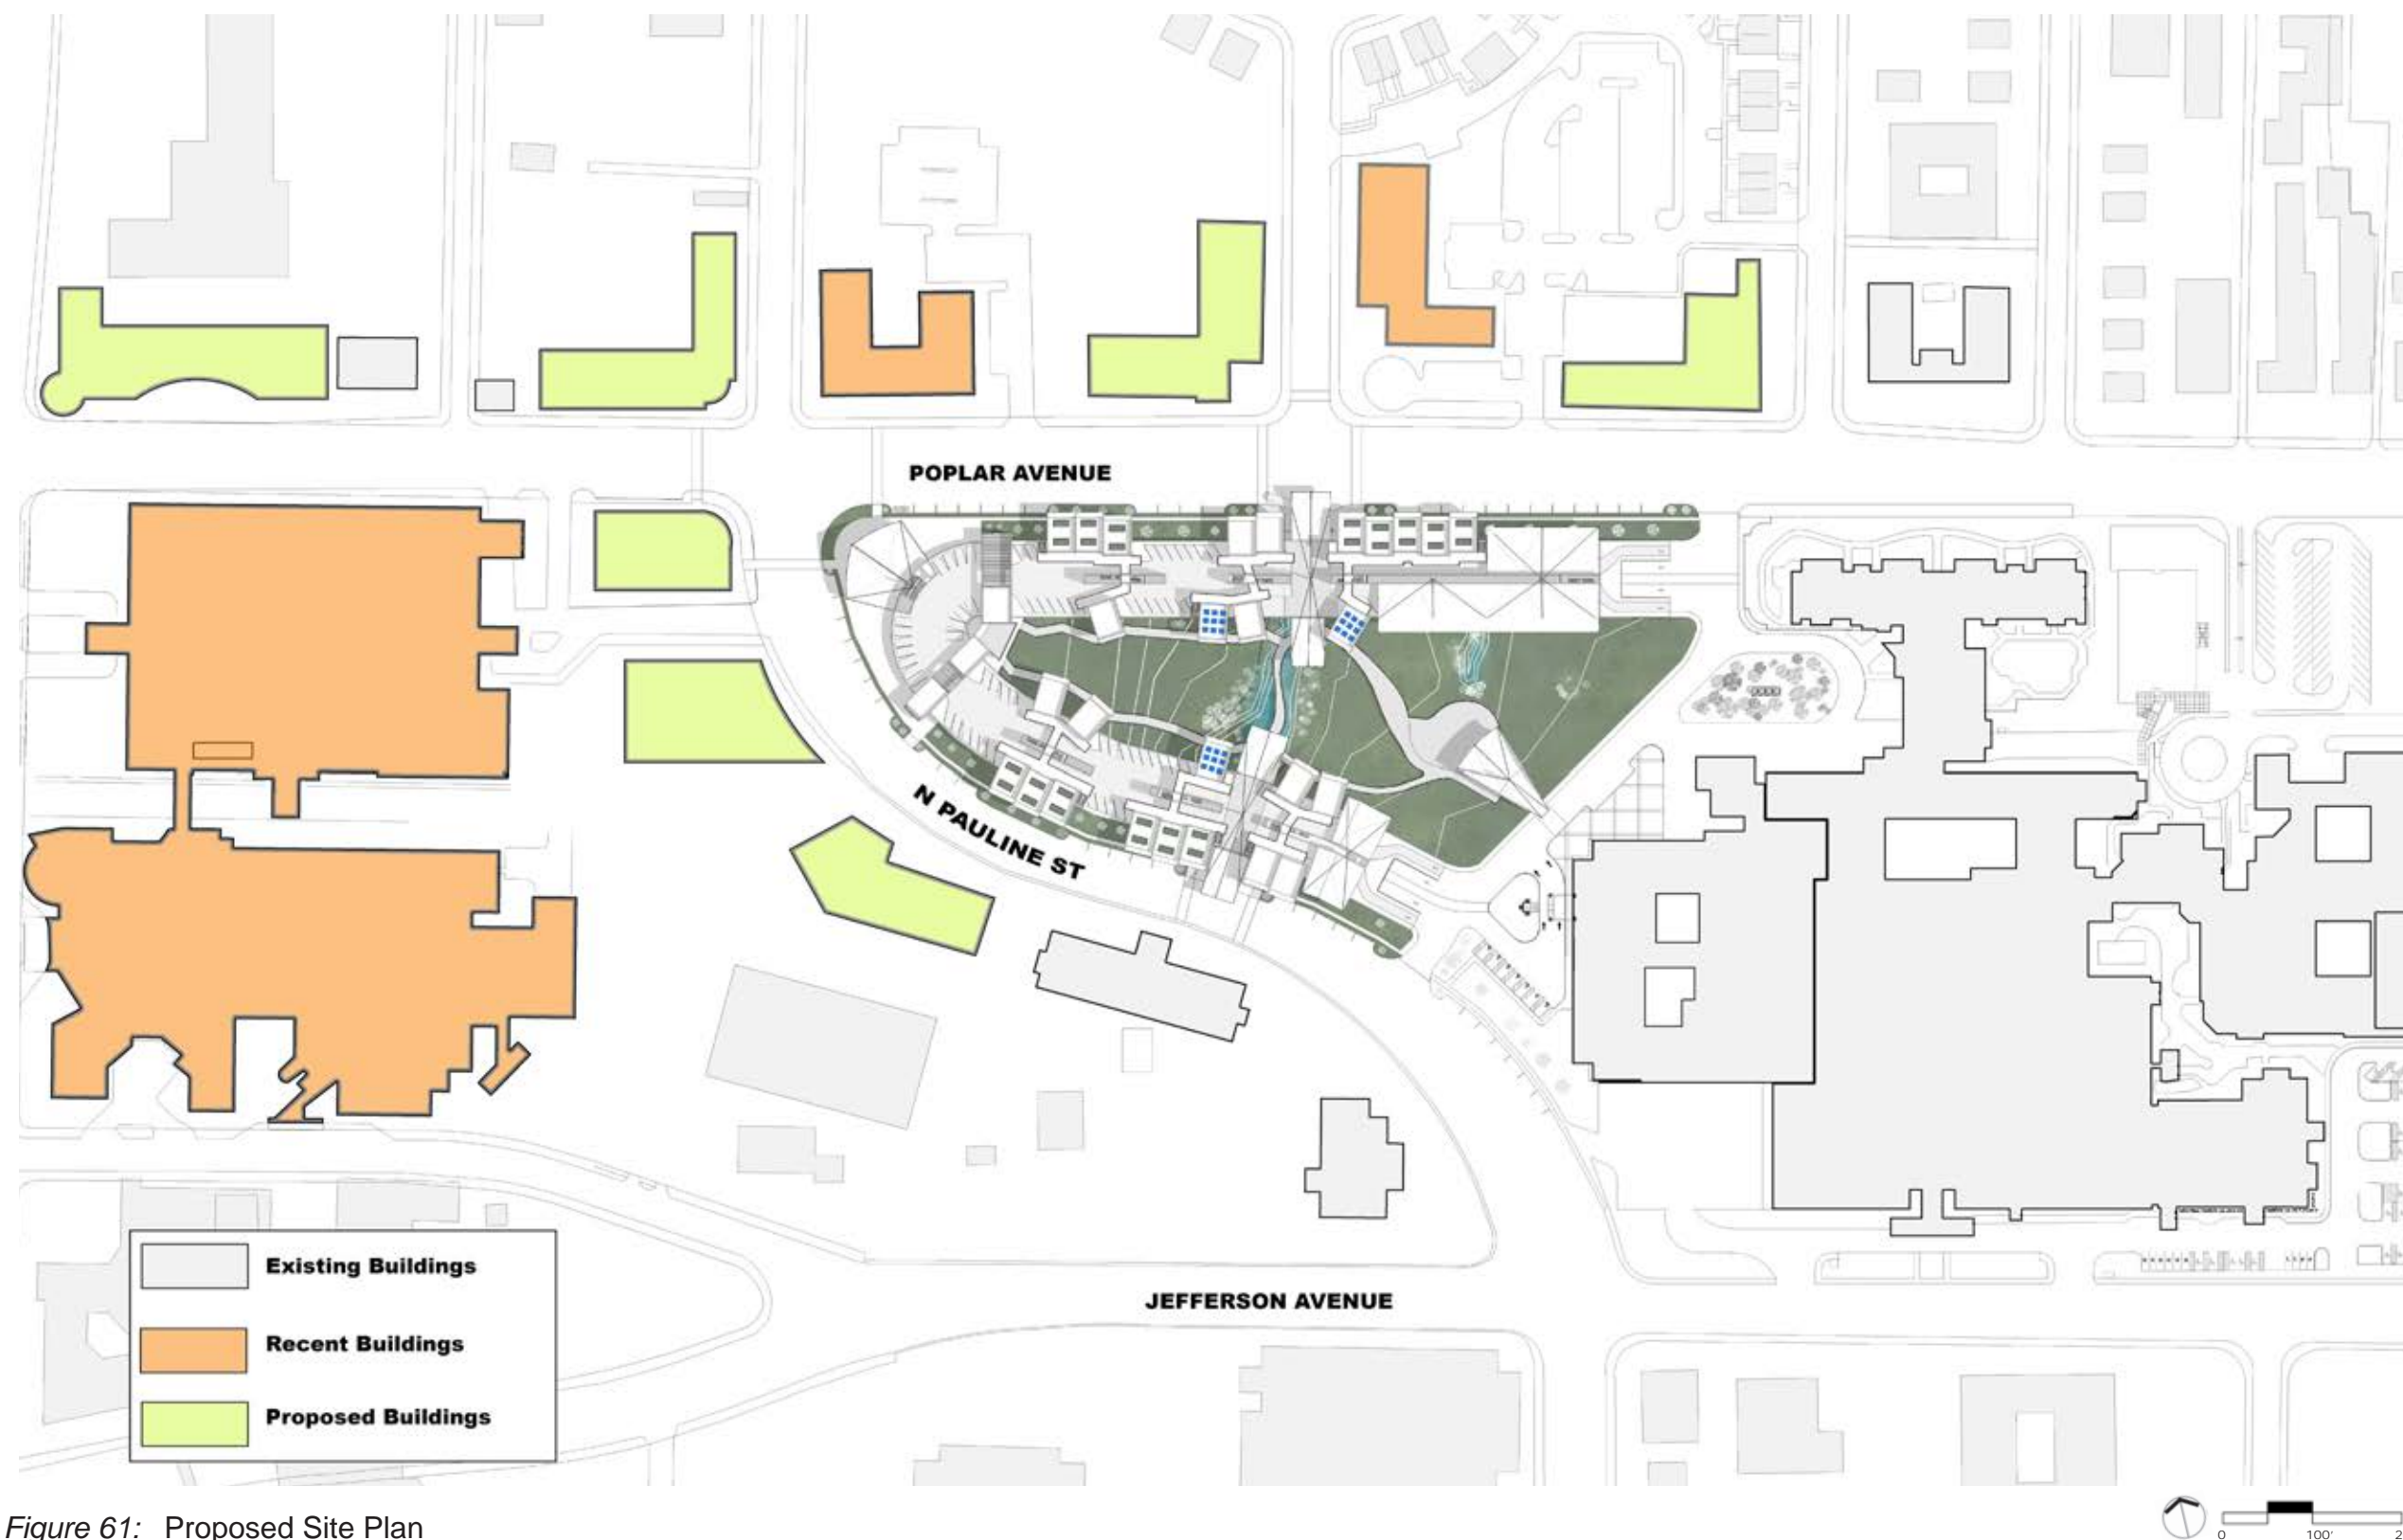 POPLAR AVENUE
N PAULINE ST
JEFFERSON AVENUE
Existing Buildings
Recent Buildings
Proposed Buildings
Figure 61: Proposed Site Plan
0 100' 2